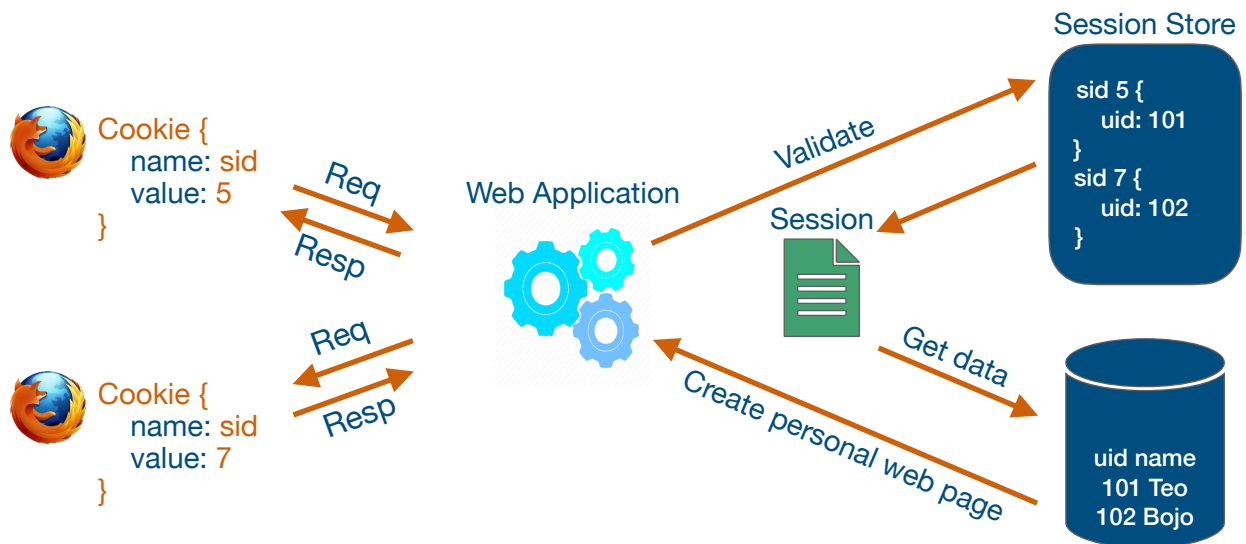 Session Store
sid 5 {
uid: 101
}
sid 7 {
uid: 102
}
Cookie {
name: sid
value: 5
}
Req
Resp
Web Application
Validate
Session
Req
Resp
Cookie {
name: sid
value: 7
}
Get data
Create personal web page
uid name
101 Teo
102 Bojo